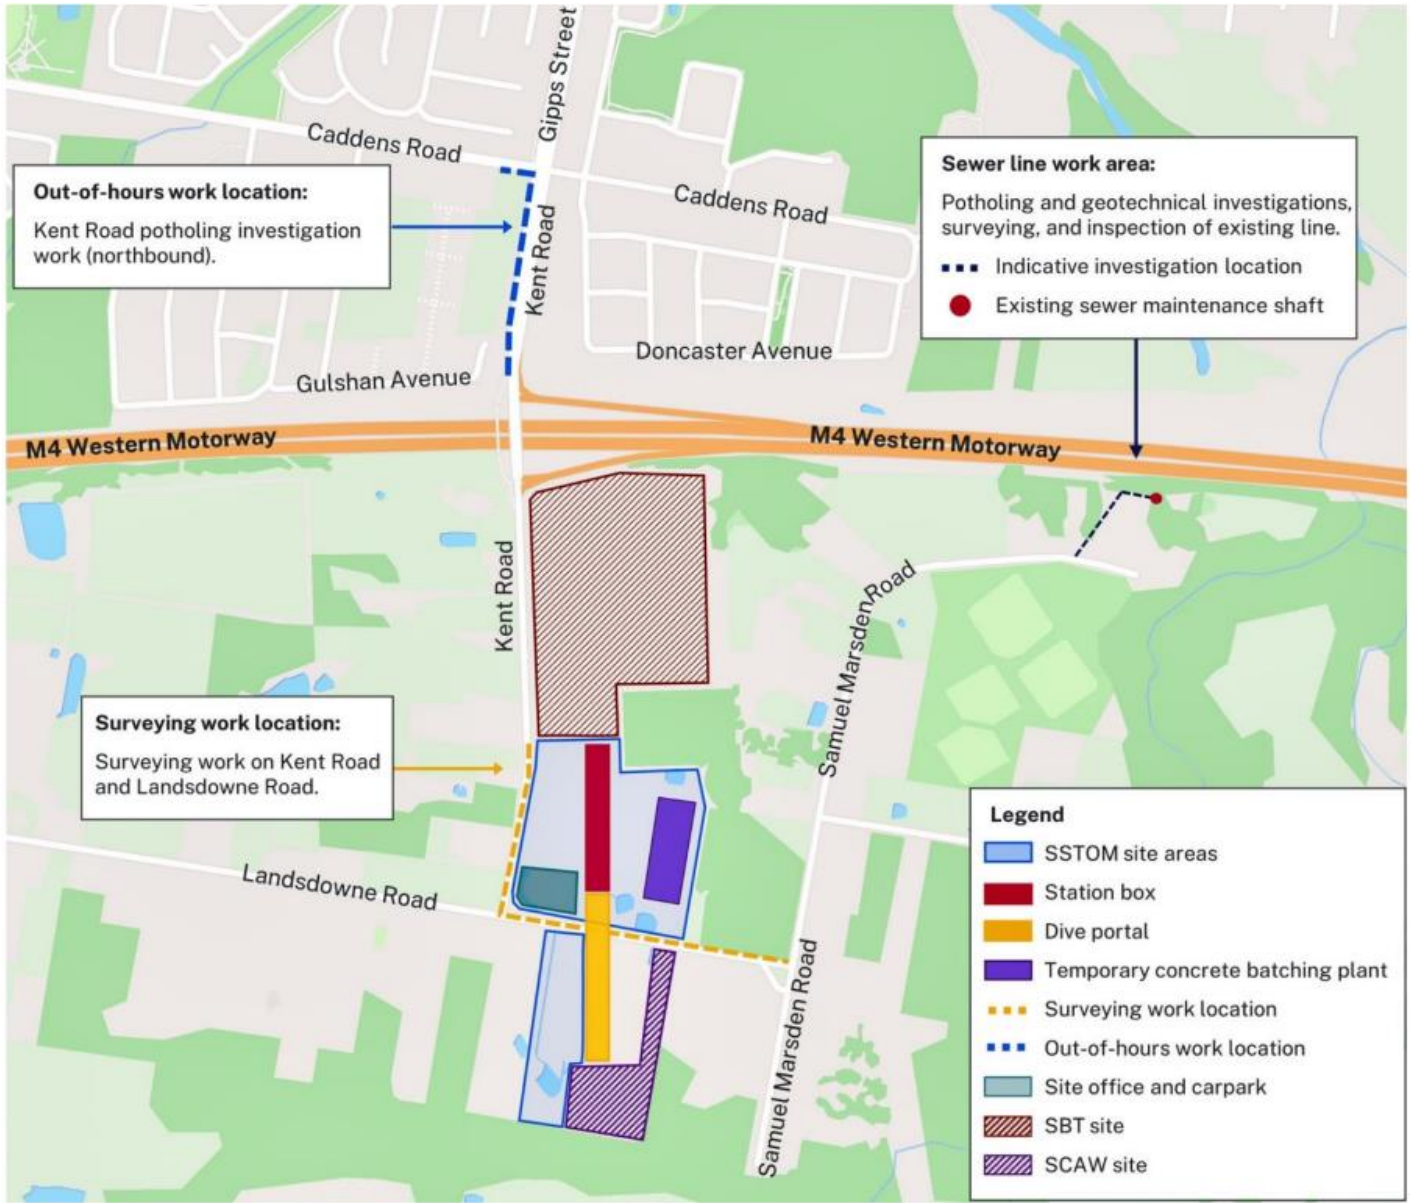 Gipps Street
Caddens Road
Out-of-hours work location:
Kent Road potholing investigation
work (northbound).
Kent Road
Caddens Road
Sewer line work area:
Potholing and geotechnical investigations,
surveying, and inspection of existing line.
Indicative investigation location
Existing sewer maintenance shaft
Doncaster Avenue
Gulshan Avenue
M4 Western Motorway
M4 Western Motorway
Kent Road
Samuel Marsden Road
Surveying work location:
Surveying work on Kent Road
and Landsdowne Road.
Landsdowne Road
Samuel Marsden Road
Legend
SSTOM site areas
Station box
Dive portal
Temporary concrete batching plant
Surveying work location
Out-of-hours work location
Site office and carpark
SBT site
SCAW site